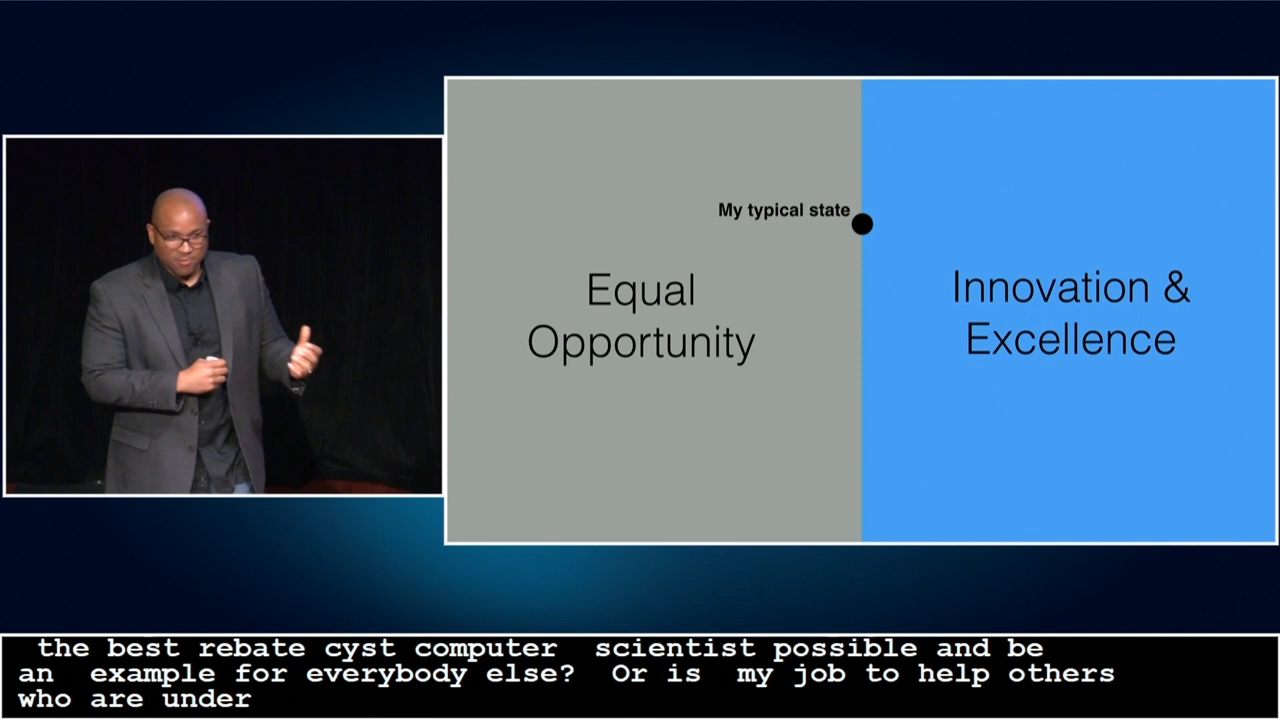 My typical state
Equal
Opportunity
Innovation &
Excellence
the best rebate cyst computer scientist possible and be
an example for everybody else? Or is my job to help others
who are under